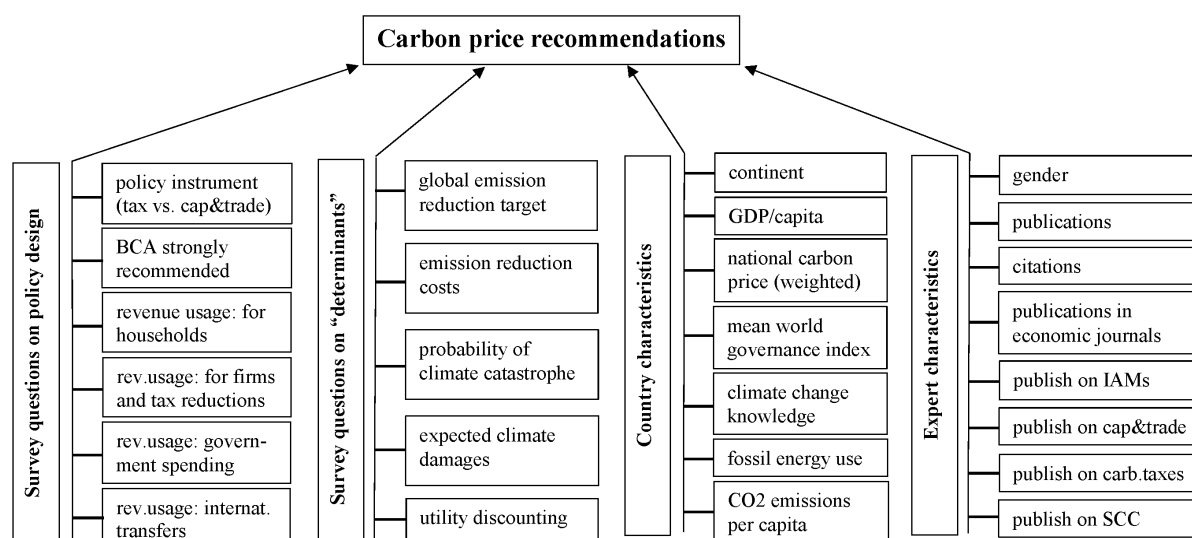 Carbon price recommendations
Survey questions on policy design
policy instrument
(tax vs. cap&trade)
BCA strongly
recommended
revenue usage: for
households
rev.usage: for firms
and tax reductions
rev.usage: govern-
ment spending
rev.usage: internat.
transfers
Survey questions on “determinants”
global emission
reduction target
emission reduction
costs
probability of
climate catastrophe
expected climate
damages
utility discounting
Country characteristics
continent
GDP/capita
national carbon
price (weighted)
mean world
governance index
climate change
knowledge
fossil energy use
CO2 emissions
per capita
Expert characteristics
gender
publications
citations
publications in
economic journals
publish on IAMs
publish on cap&trade
publish on carb.taxes
publish on SCC